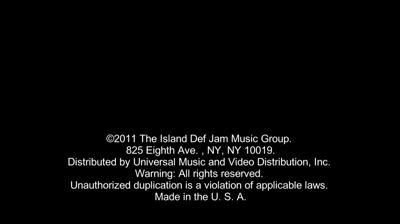 ©2011 The Island Def Jam Music Group.
825 Eighth Ave. , NY, NY 10019.
Distributed by Universal Music and Video Distribution, Inc.
Warning: All rights reserved.
Unauthorized duplication is a violation of applicable laws.
Made in the U. S. A.